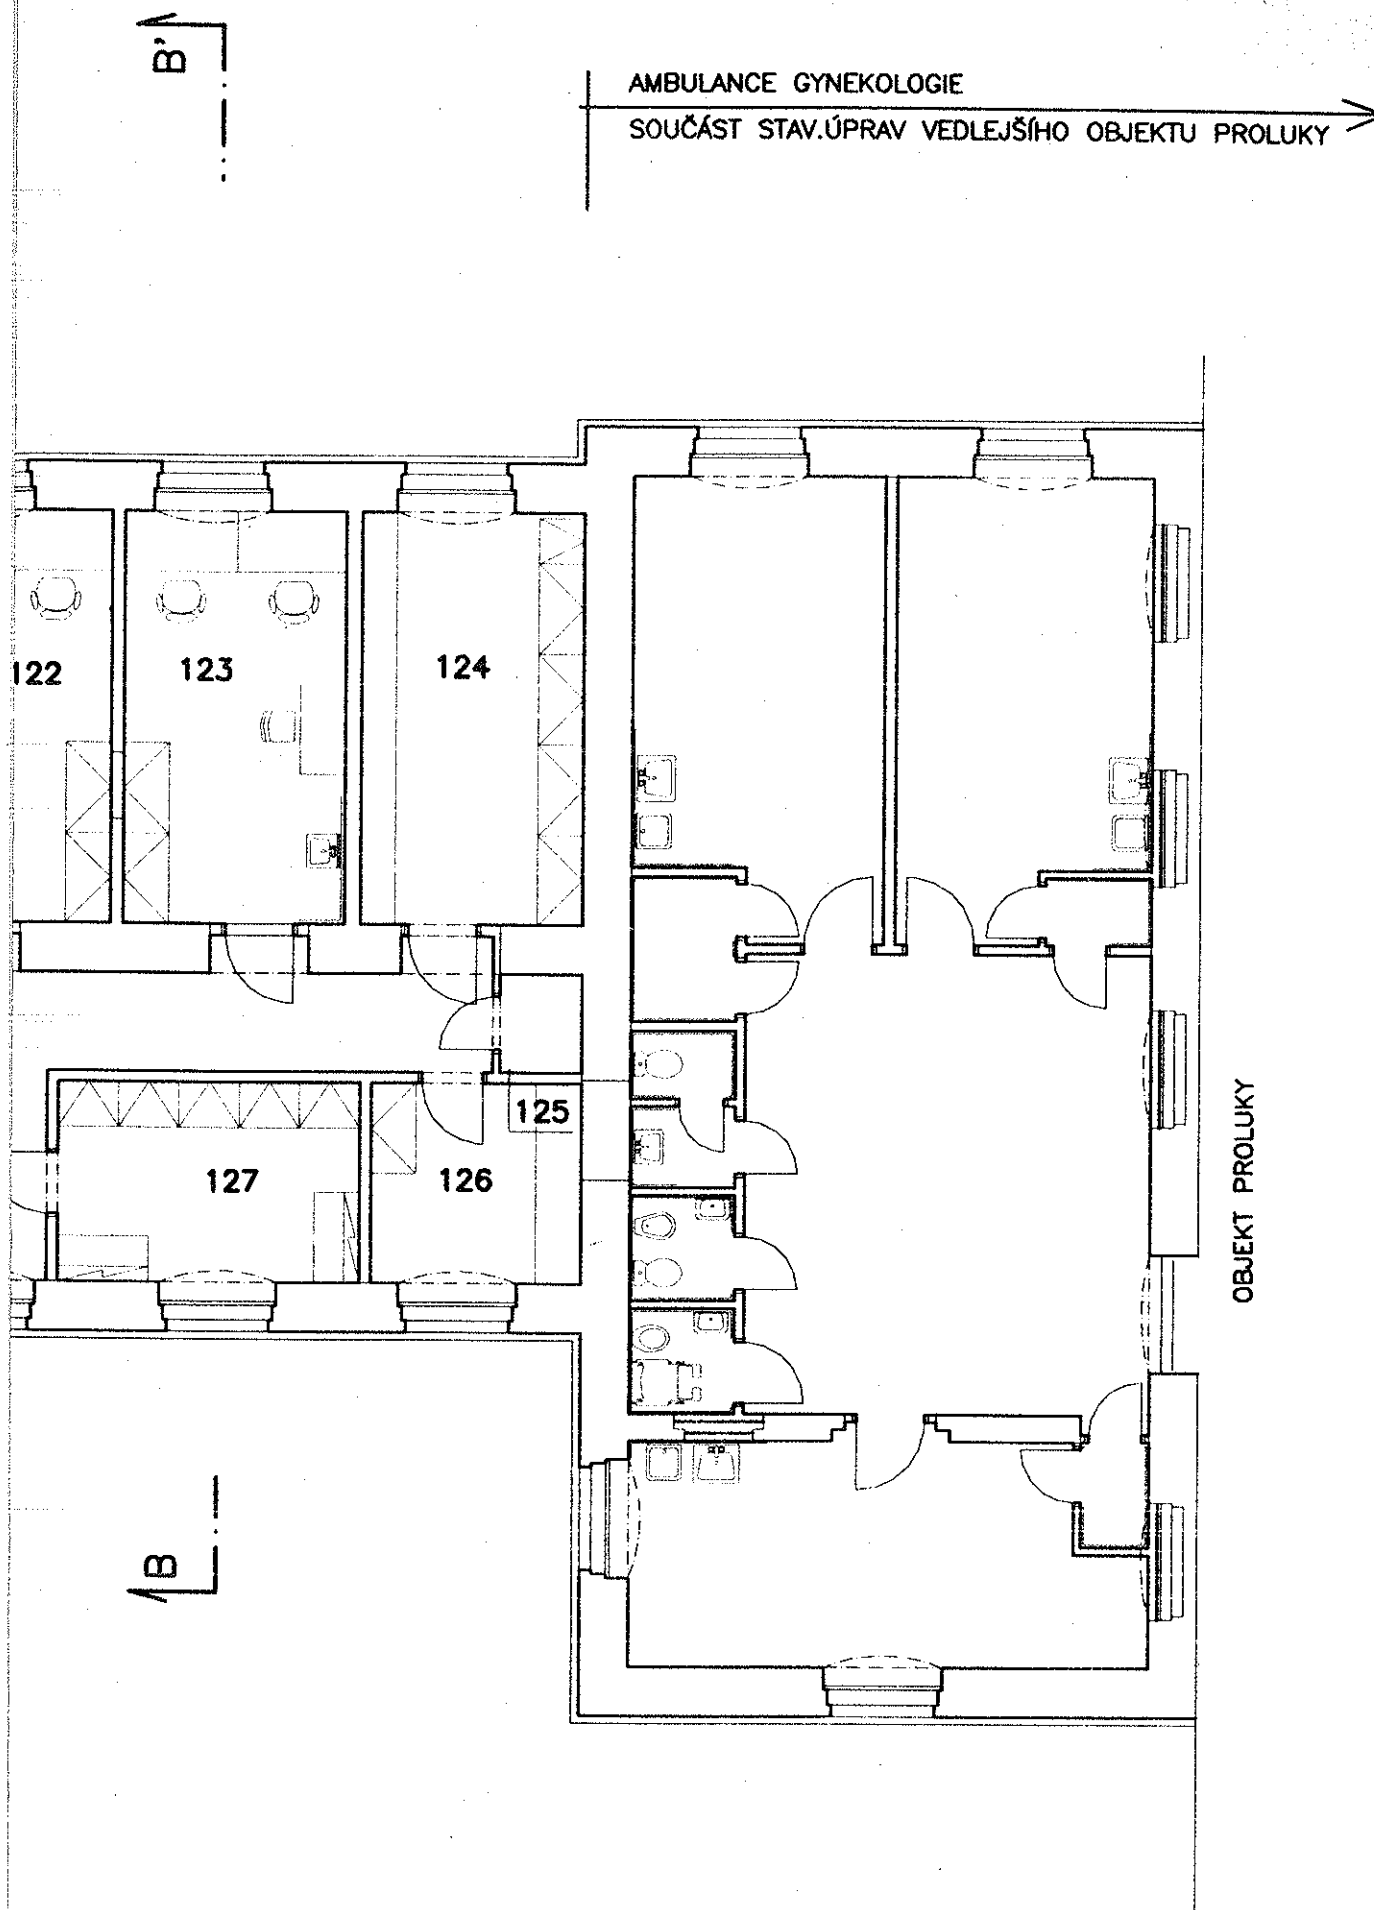 B'
AMBULANCE GYNEKOLOGIE
SOUČÁST STAV.ÚPRAV VEDLEJŠÍHO OBJEKTU PROLUKY
122
123
124
125
126
127
OBJEKT PROLUKY
B